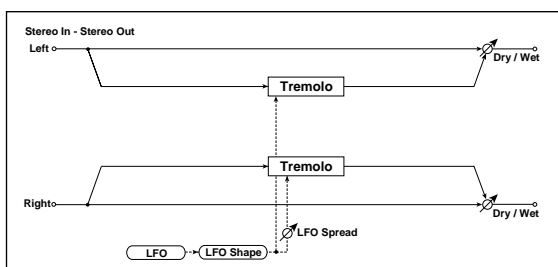 Stereo In - Stereo Out
Left
Dry / Wet
Tremolo
Tremolo
Right
Dry / Wet
LFO Spread
LFO
LFO Shape